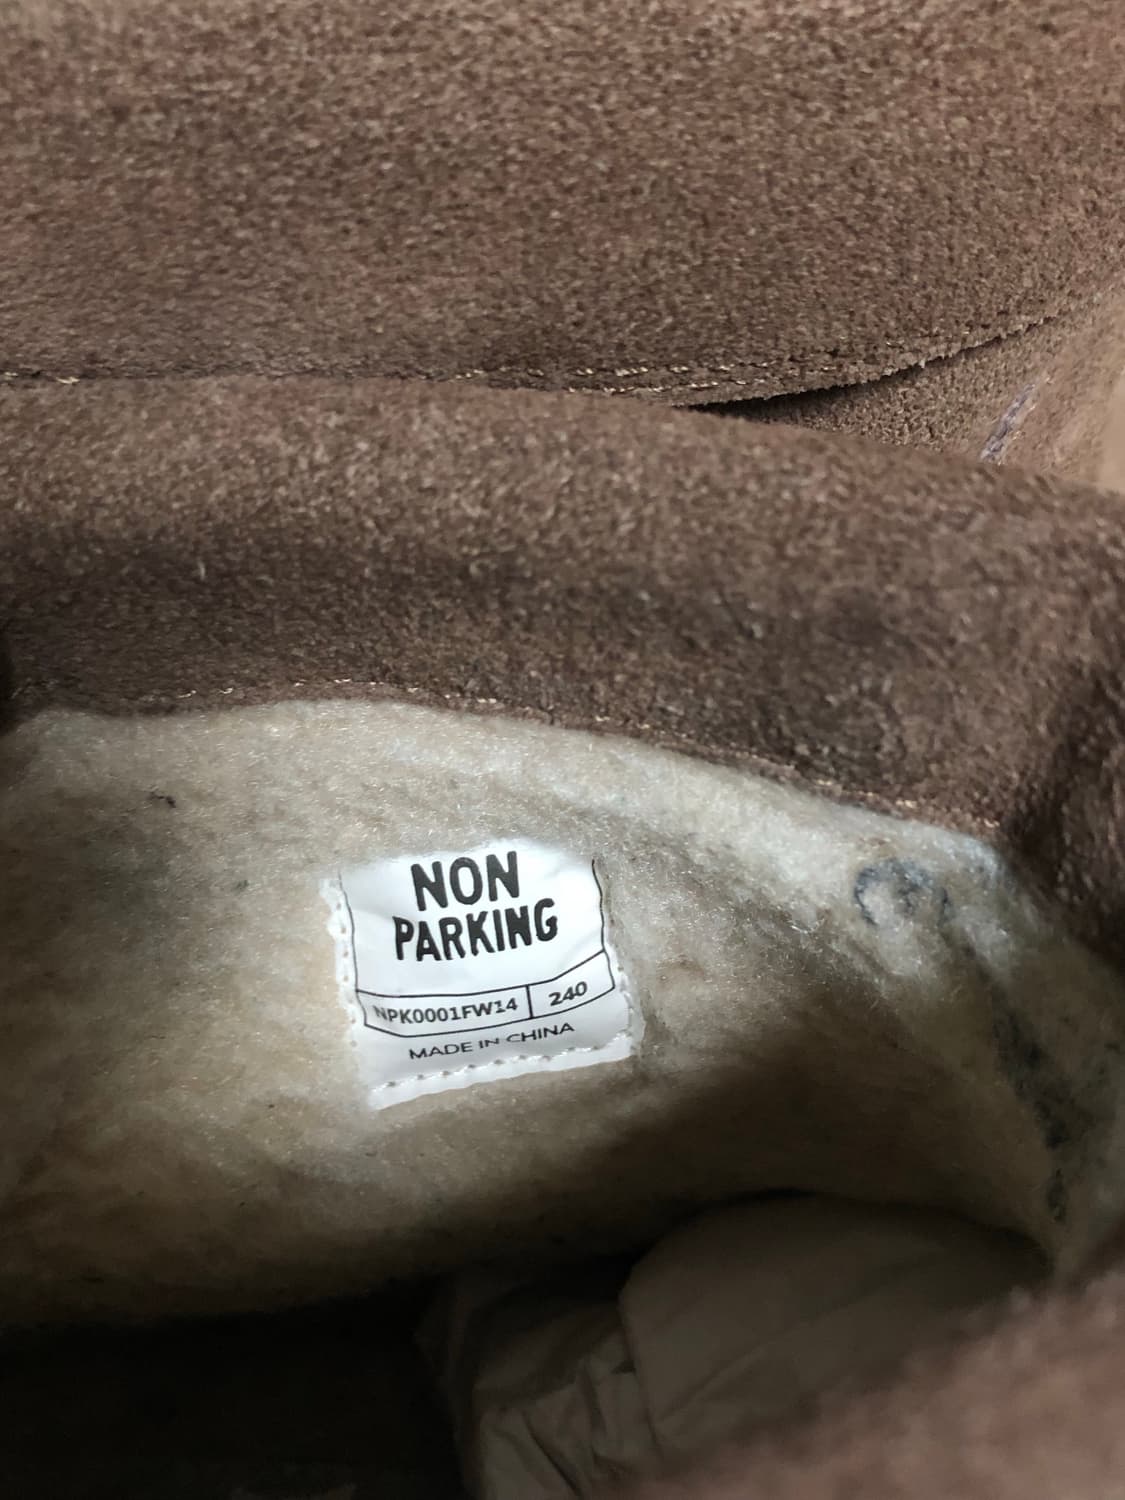 NON
PARKING
NPK0001FW14 240
MADE IN CHINA